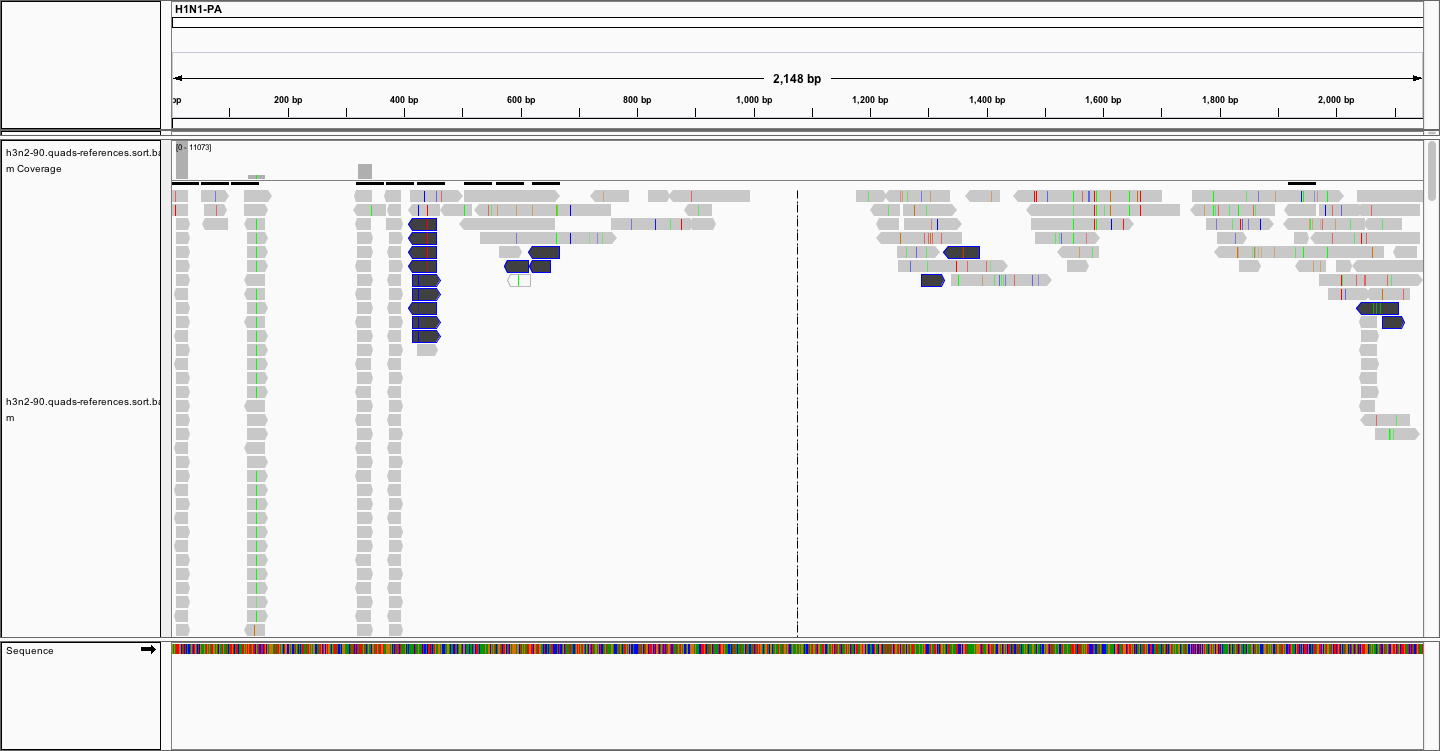 H1N1-PA
2,148 bp
bp 200 bp 400 bp 600 bp 800 bp 1,000 bp 1,200 bp 1,400 bp 1,600 bp 1,800 bp 2,000 bp
[0 - 11073]
h3n2-90.quads-references.sort.ba
m Coverage
h3n2-90.quads-references.sort.ba
m
Sequence